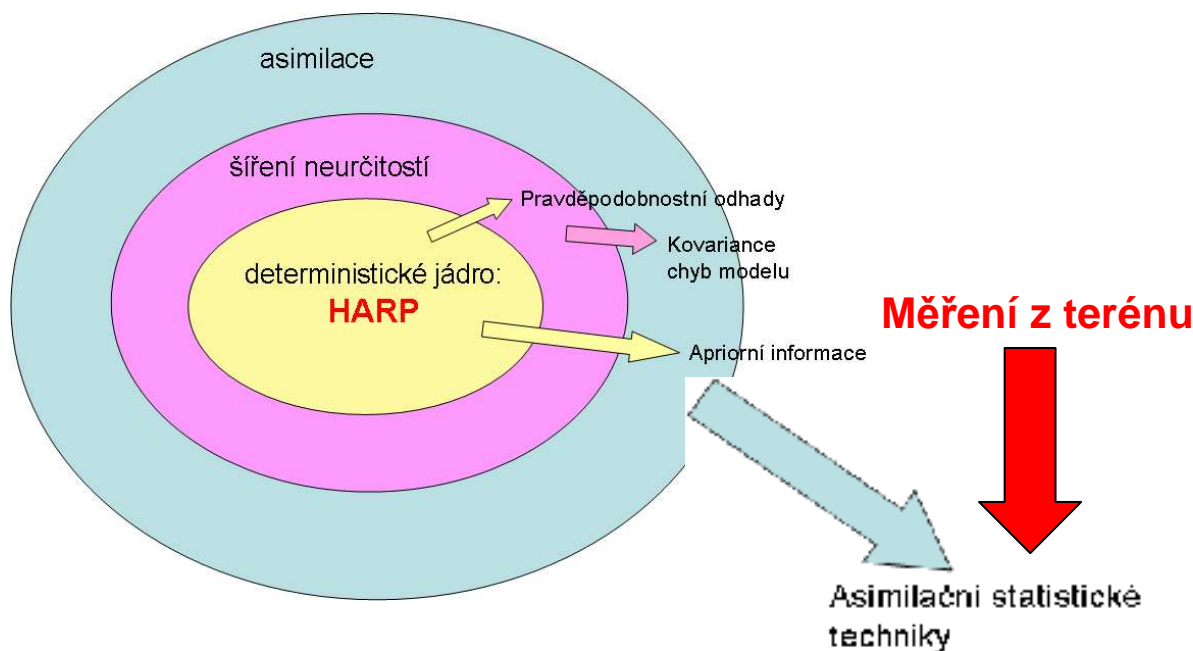 asimilace
šíření neurčitostí
Pravděpodobnostní odhady
Kovariance
chyb modelu
deterministické jádro:
HARP
Měření z terénu
Apriorní informace
Asimilační statistické
techniky